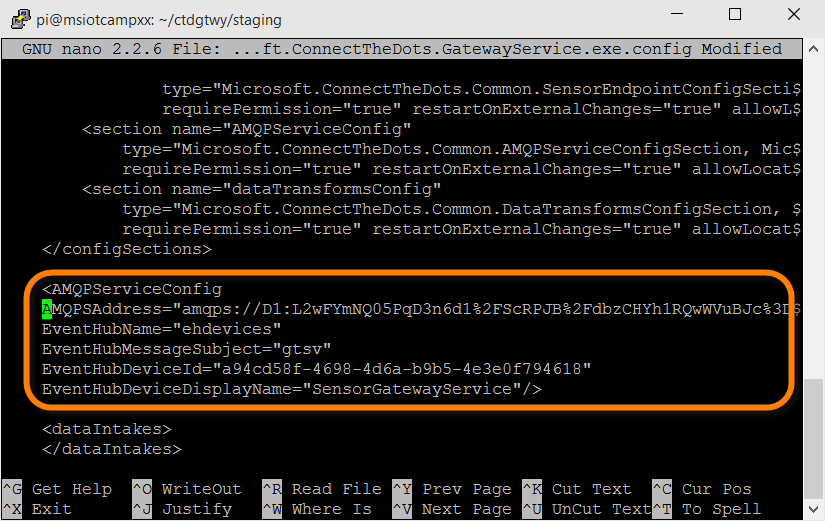 pi@msiotcampxx: ~/ctdgtwy/staging
GNU nano 2.2.6 File: ...ft.ConnectTheDots.GatewayService.exe.config Modified
type="Microsoft.ConnectTheDots.Common.SensorEndpointConfigSecti$
requirePermission="true" restartOnExternalChanges="true" allowL$
<section name="AMQPServiceConfig"
type="Microsoft.ConnectTheDots.Common.AMQPServiceConfigSection, Mic$
requirePermission="true" restartOnExternalChanges="true" allowLocat$
<section name="dataTransformsConfig"
type="Microsoft.ConnectTheDots.Common.DataTransformsConfigSection, $
requirePermission="true" restartOnExternalChanges="true" allowLocat$
</configSections>
<AMQPServiceConfig
AMQPSAddress="amqps://D1:L2wFYmNQ05PqD3n6d1%2FScRPJB%2FdbzCHYh1RQwWVuBJc%3D$
EventHubName="ehdevices"
EventHubMessageSubject="gtsv"
EventHubDeviceId="a94cd58f-4698-4d6a-b9b5-4e3e0f794618"
EventHubDeviceDisplayName="SensorGatewayService"/>
<dataIntakes>
</dataIntakes>
^G Get Help ^O WriteOut ^R Read File ^Y Prev Page ^K Cut Text ^C Cur Pos
^X Exit ^J Justify ^W Where Is ^V Next Page ^U UnCut Text^T To Spell